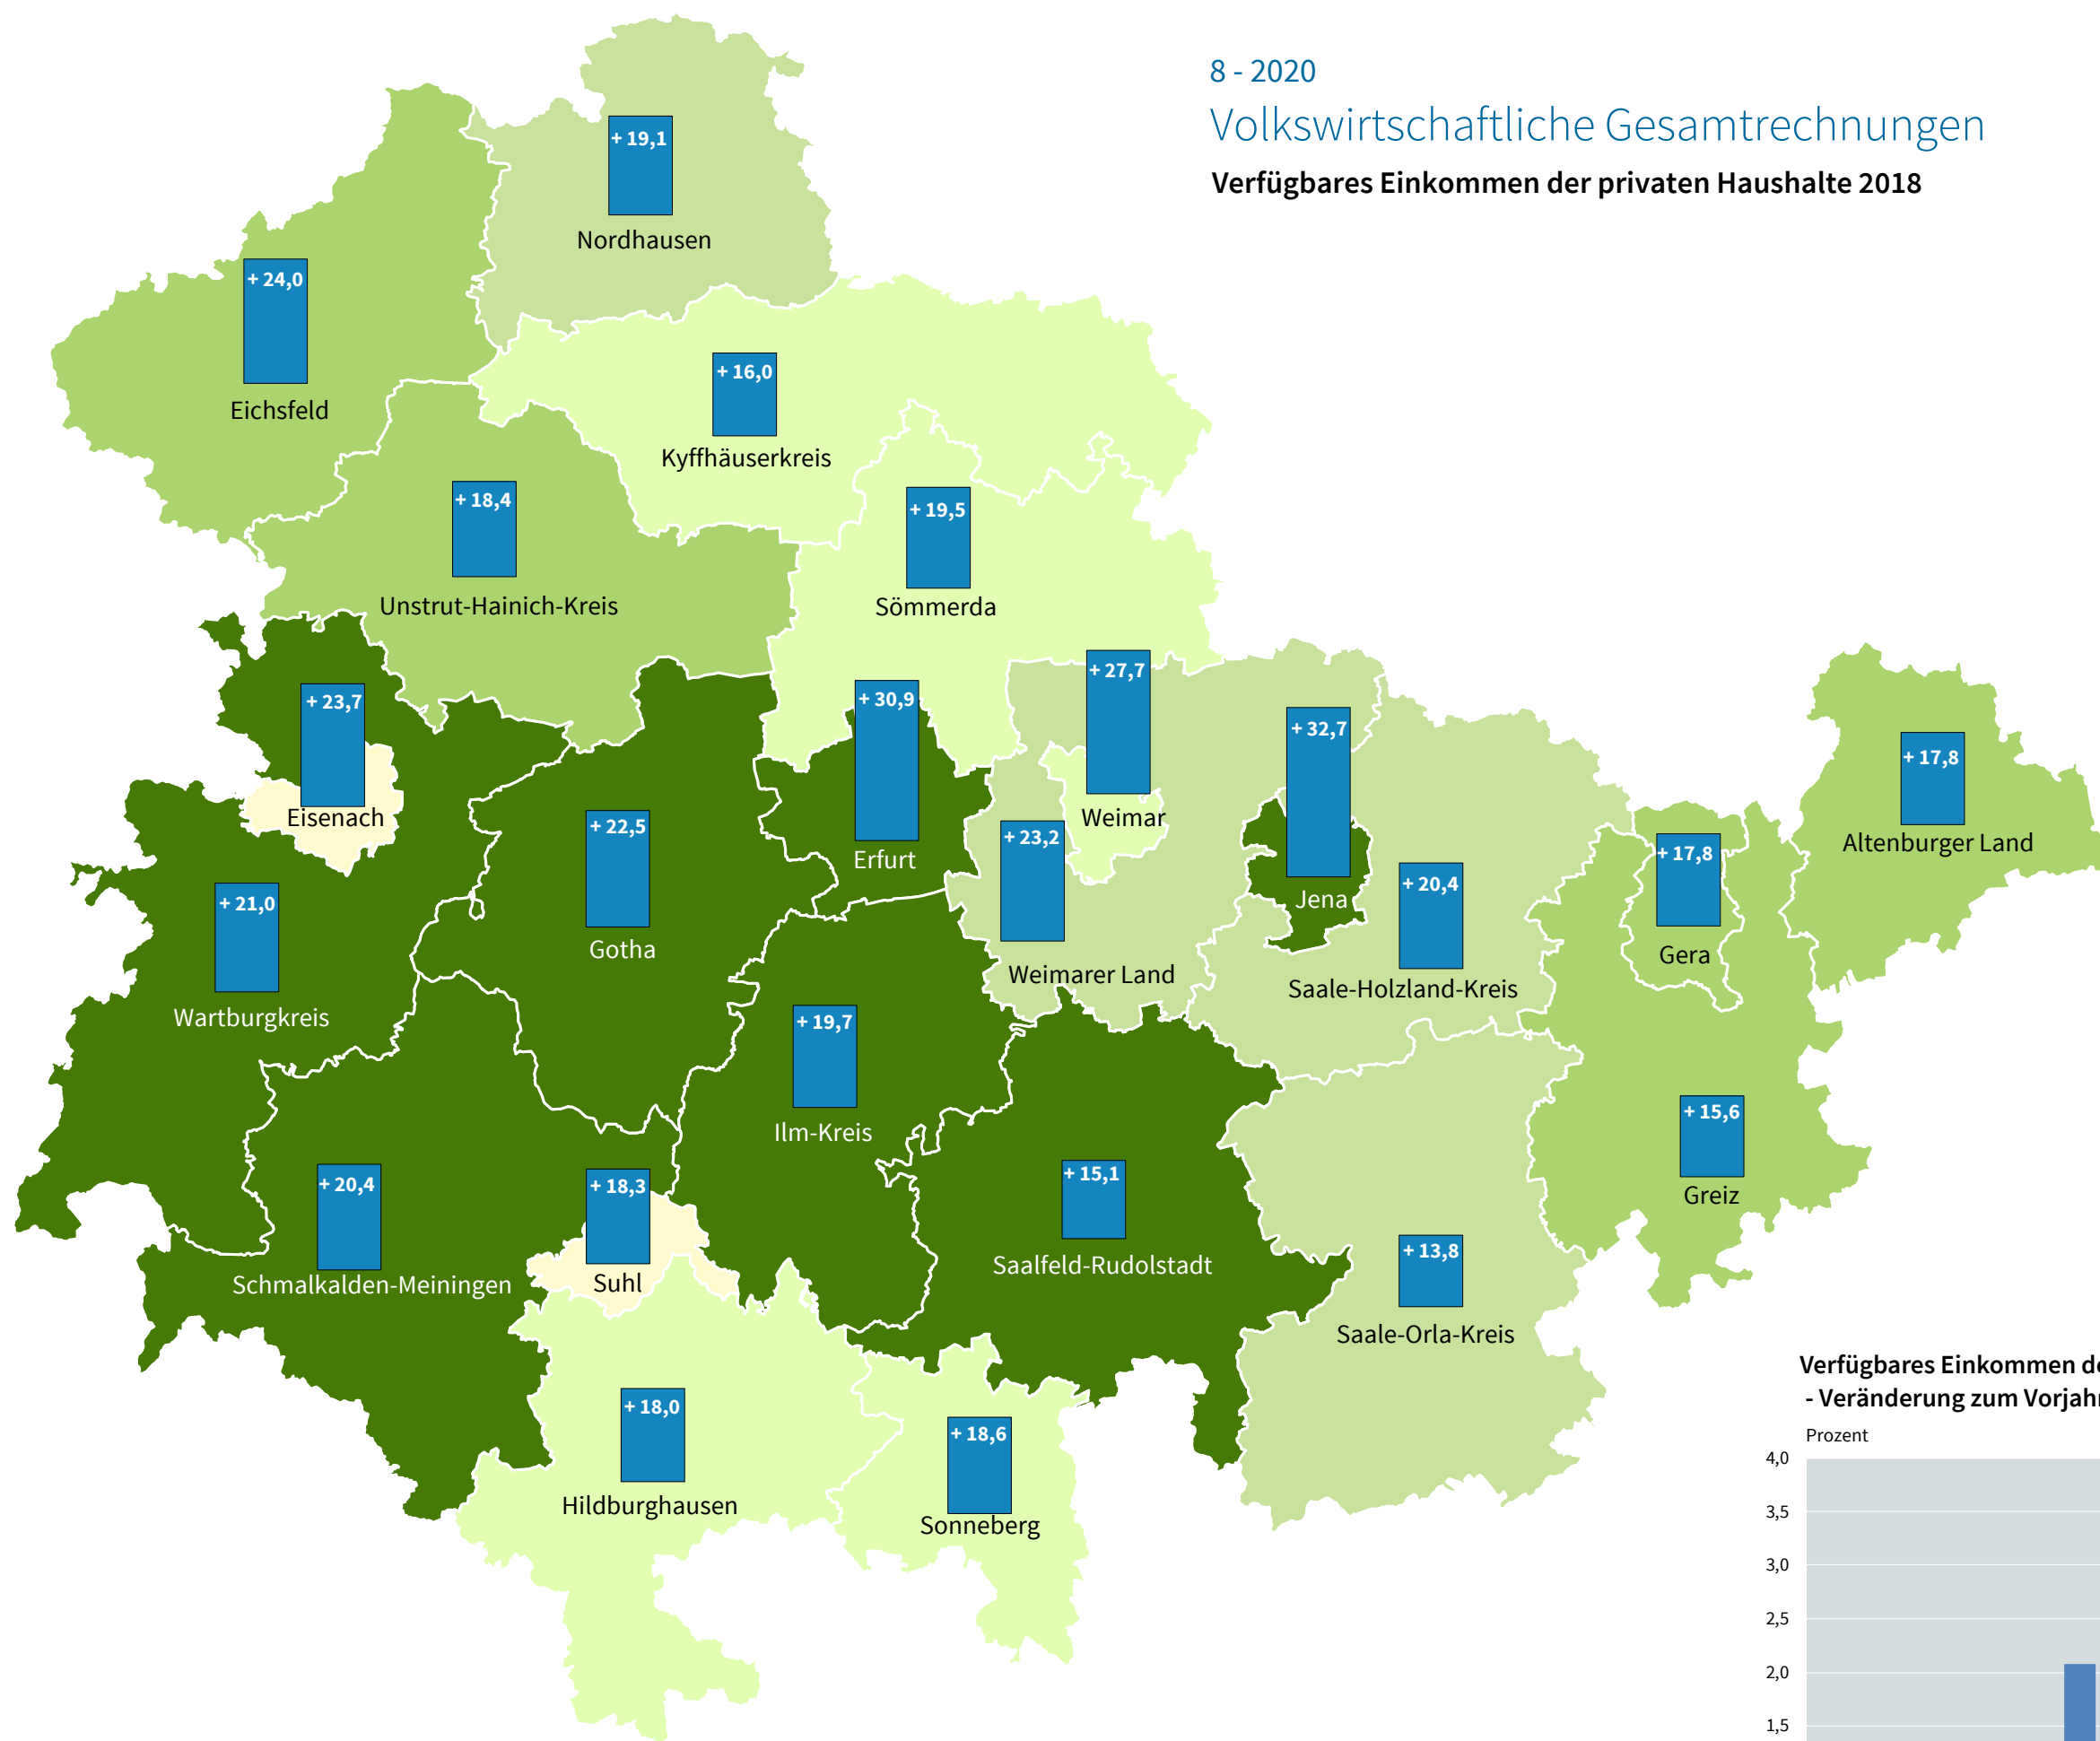 8 - 2020
Volkswirtschaftliche Gesamtrechnungen
Verfügbares Einkommen der privaten Haushalte 2018
+ 19,1
Nordhausen
+ 24,0
Eichsfeld
+ 16,0
Kyffhäuserkreis
+ 18,4
Unstrut-Hainich-Kreis
+ 19,5
Sömmerda
+ 23,7
Eisenach
+ 30,9
Erfurt
+ 27,7
Weimar
+ 32,7
Jena
+ 17,8
Altenburger Land
+ 22,5
Gotha
+ 23,2
Weimarer Land
+ 17,8
Gera
+ 21,0
Wartburgkreis
+ 20,4
Saale-Holzland-Kreis
+ 19,7
Ilm-Kreis
+ 15,6
Greiz
+ 20,4
Schmalkalden-Meiningen
+ 18,3
Suhl
+ 15,1
Saalfeld-Rudolstadt
+ 13,8
Saale-Orla-Kreis
+ 18,0
Hildburghausen
+ 18,6
Sonneberg
Verfügbares Einkommen
- Veränderung zum
Prozent
4,0
3,5
3,0
2,5
2,0
1,5